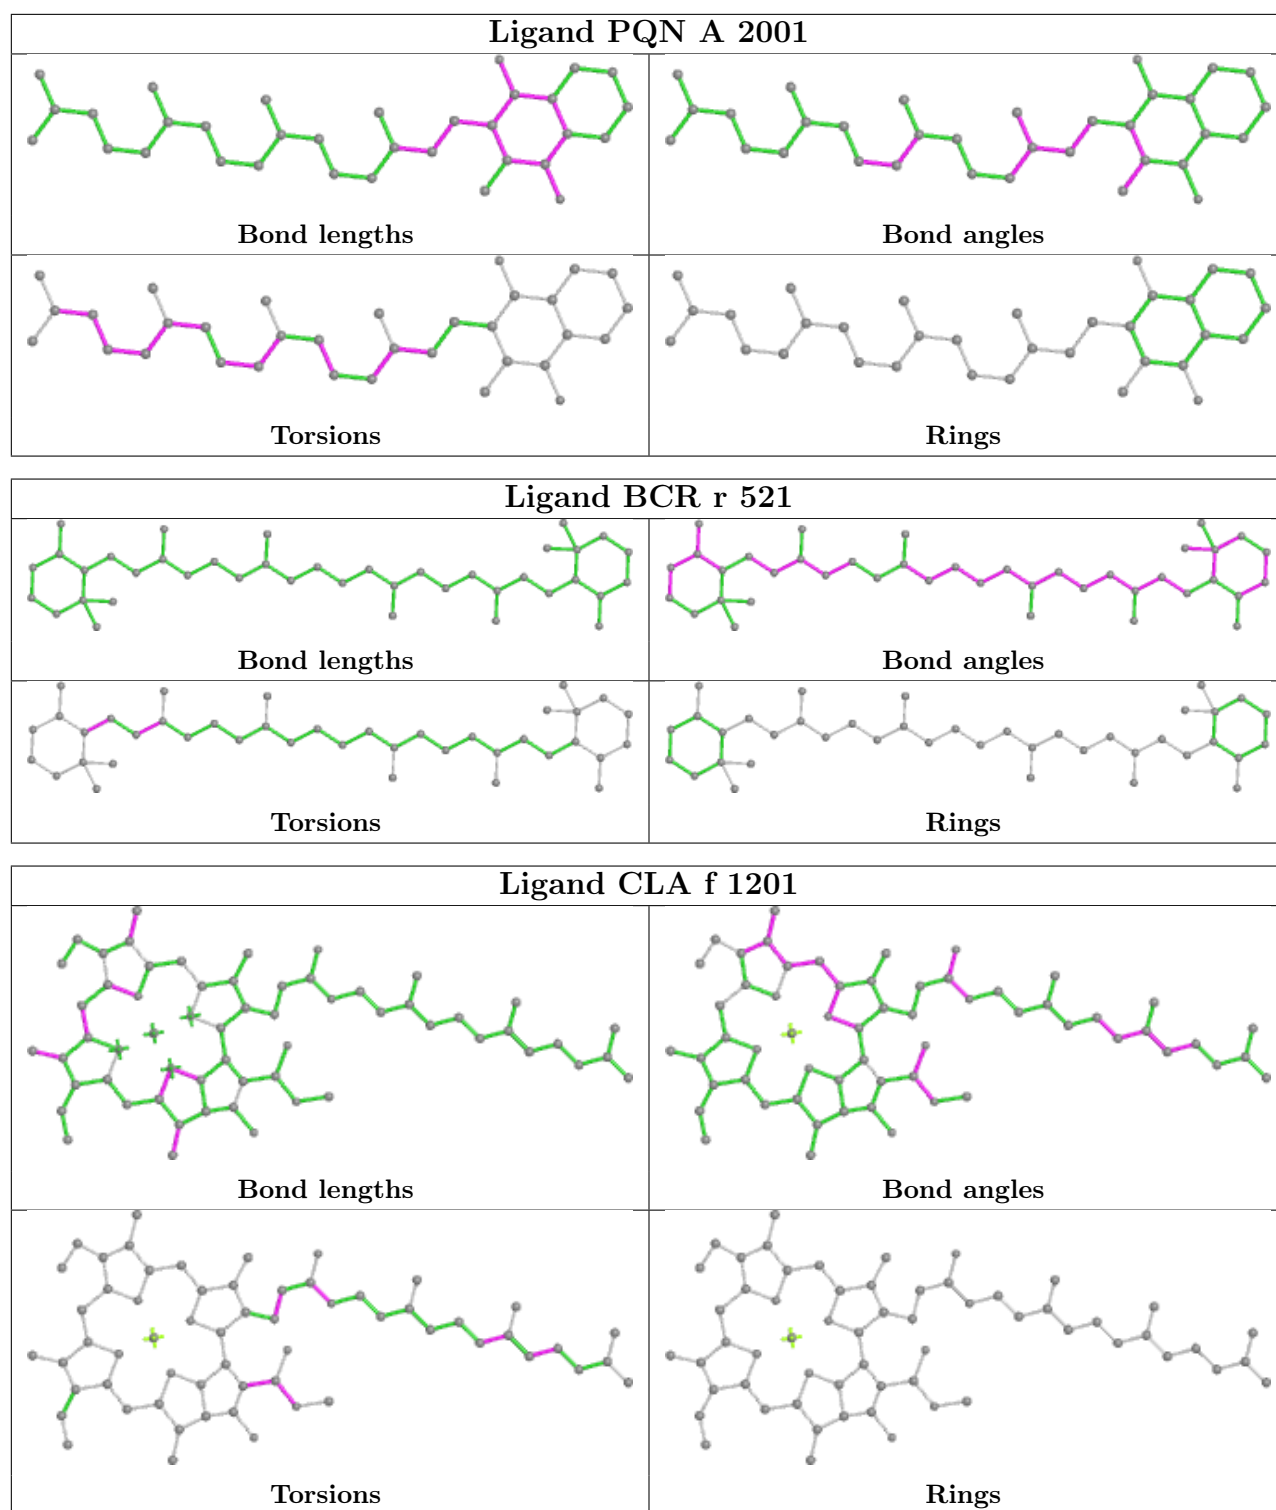 Ligand PQN A 2001
Bond lengths
Bond angles
Torsions
Rings
Ligand BCR r 521
Bond lengths
Bond angles
Torsions
Rings
Ligand CLA f 1201
Bond lengths
Bond angles
Torsions
Rings